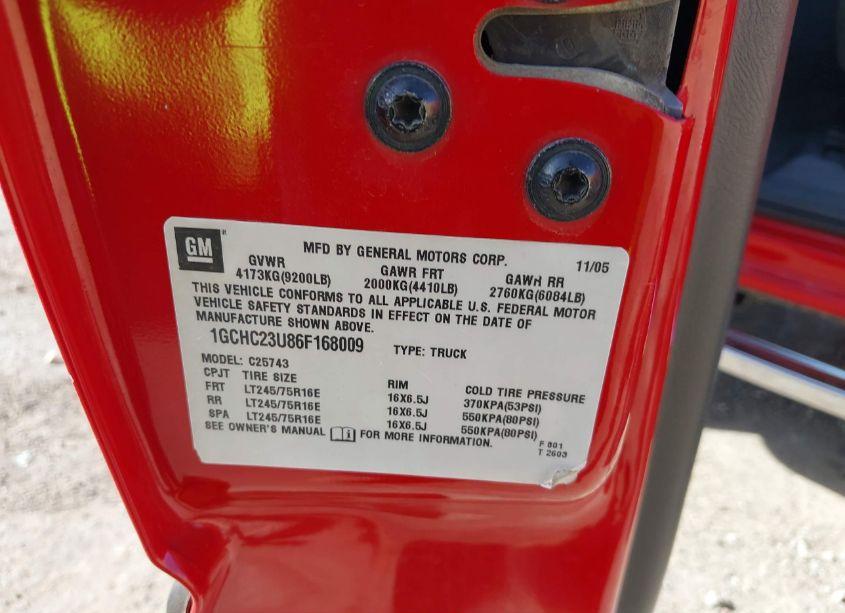 GM
MFD BY GENERAL MOTORS CORP. 11/05
GVWR GAWR FRT GAWR RR
4173KG(9200LB) 2000KG(4410LB) 2760KG(6084LB)
THIS VEHICLE CONFORMS TO ALL APPLICABLE U.S. FEDERAL MOTOR
VEHICLE SAFETY STANDARDS IN EFFECT ON THE DATE OF
MANUFACTURE SHOWN ABOVE.
1GCHC23U86F168009 TYPE: TRUCK
MODEL: C25743
CPJT TIRE SIZE RIM COLD TIRE PRESSURE
FRT LT245/75R16E 16X6.5J 370KPA(53PSI)
RR LT245/75R16E 16X6.5J 550KPA(80PSI)
SPA LT245/75R16E 16X6.5J 550KPA(80PSI)
SEE OWNER'S MANUAL FOR MORE INFORMATION.
F 801
T 2603